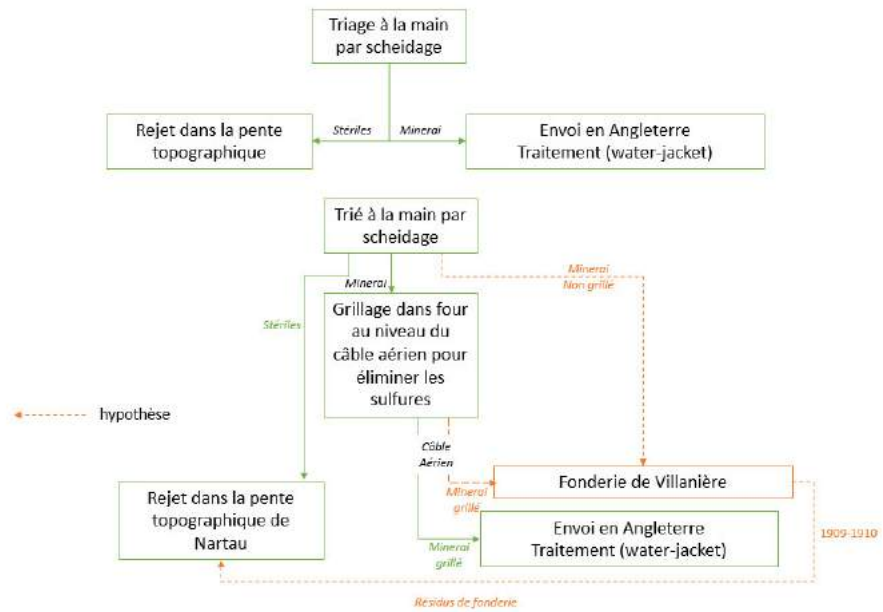 Triage à la main
par scheidage
Rejet dans la pente
topographique
Stériles
Minerai
Envoi en Angleterre
Traitement (water-jacket)
Trié à la main par
scheidage
Minerai
Non grillé
Minerai
Stériles
Grillage dans four
au niveau du
câble aérien pour
éliminer les
sulfures
hypothèse
Câble
Aérien
Minerai
grillé
Fonderie de Villanière
Rejet dans la pente
topographique de
Nartau
Envoi en Angleterre
Traitement (water-jacket)
Minerai
grillé
1909-1910
Résidus de fonderie